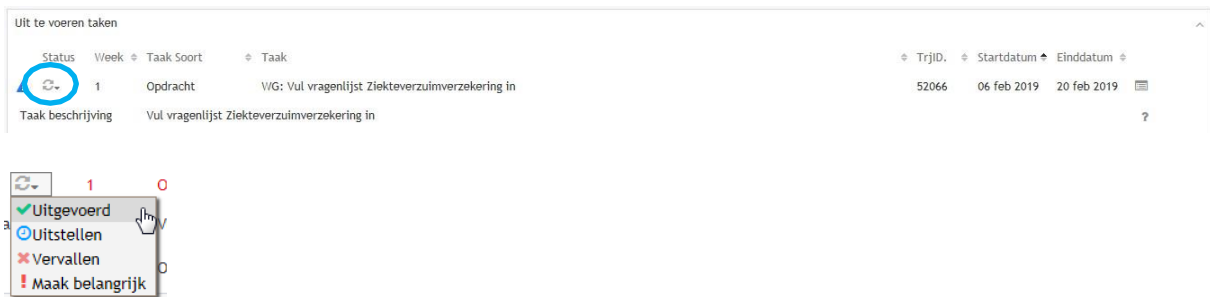 Uit te voeren taken
Status Week Taak Soort Taak TrjID. Startdatum Einddatum
1 Opdracht WG: Vul vragenlijst Ziekteverzuimverzekering in 52066 06 feb 2019 20 feb 2019
Taak beschrijving Vul vragenlijst Ziekteverzuimverzekering in ?
1 O
Uitgevoerd
a Uitstellen V
Vervallen
! Maak belangrijk O